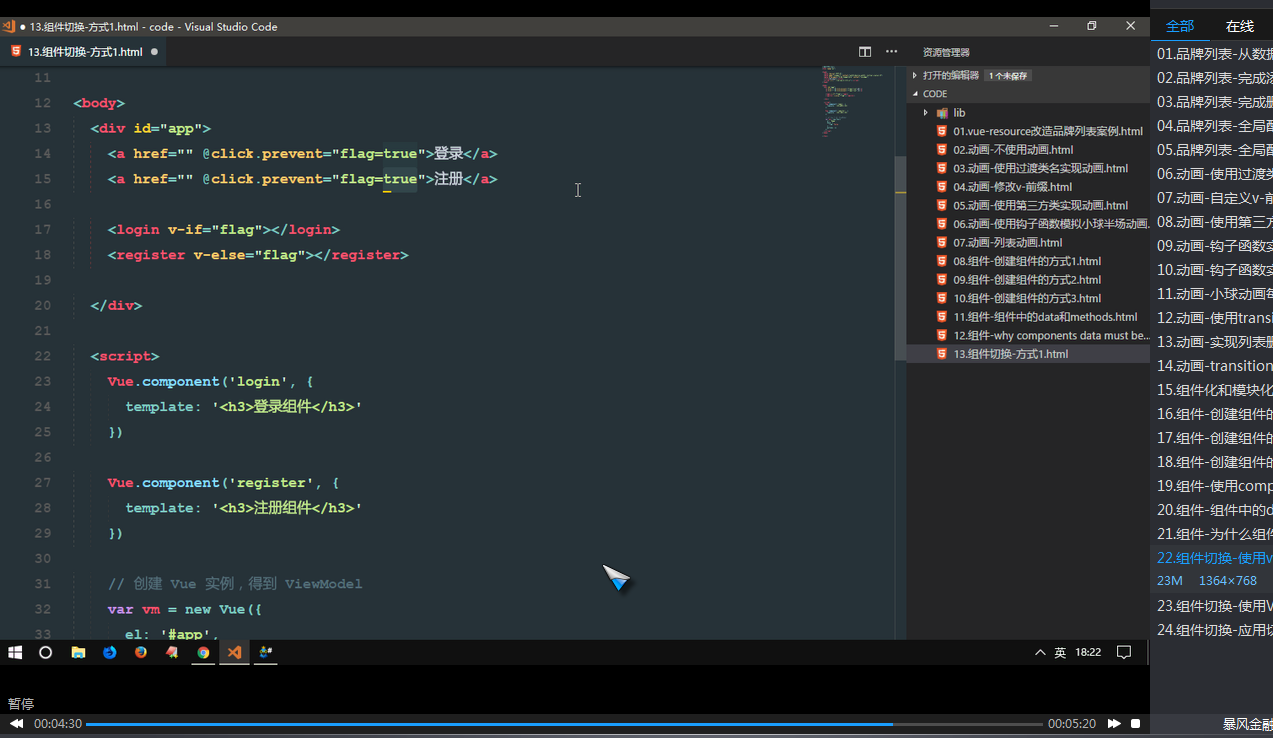 13.组件切换-方式1.html - code - Visual Studio Code
13.组件切换-方式1.html
11
12 <body>
13 <div id="app">
14 <a href="" @click.prevent="flag=true">登录</a>
15 <a href="" @click.prevent="flag=true">注册</a>
16
17 <login v-if="flag"></login>
18 <register v-else="flag"></register>
19
20 </div>
21
22 <script>
23 Vue.component('login', {
24 template: '<h3>登录组件</h3>'
25 })
26
27 Vue.component('register', {
28 template: '<h3>注册组件</h3>'
29 })
30
31 // 创建 Vue 实例，得到 ViewModel
32 var vm = new Vue({
33 el: '#app',
资源管理器
打开的编辑器 1 个未保存
CODE
lib
01.vue-resource改造品牌列表案例.html
02.动画-不使用动画.html
03.动画-使用过渡类名实现动画.html
04.动画-修改v-前缀.html
05.动画-使用第三方类实现动画.html
06.动画-使用钩子函数模拟小球半场动画.
07.动画-列表动画.html
08.组件-创建组件的方式1.html
09.组件-创建组件的方式2.html
10.组件-创建组件的方式3.html
11.组件-组件中的data和methods.html
12.组件-why components data must be...
13.组件切换-方式1.html
全部 在线
01.品牌列表-从数据
02.品牌列表-完成添
03.品牌列表-完成删
04.品牌列表-全局配
05.品牌列表-全局配
06.动画-使用过渡类
07.动画-自定义v-前
08.动画-使用第三方
09.动画-钩子函数实
10.动画-钩子函数实
11.动画-小球动画每
12.动画-使用transi
13.动画-实现列表删
14.动画-transition
15.组件化和模块化
16.组件-创建组件的
17.组件-创建组件的
18.组件-创建组件的
19.组件-使用comp
20.组件-组件中的d
21.组件-为什么组件
22.组件切换-使用v
23M 1364×768
23.组件切换-使用V
24.组件切换-应用切
英 18:22
暂停
00:04:30 00:05:20
暴风金融